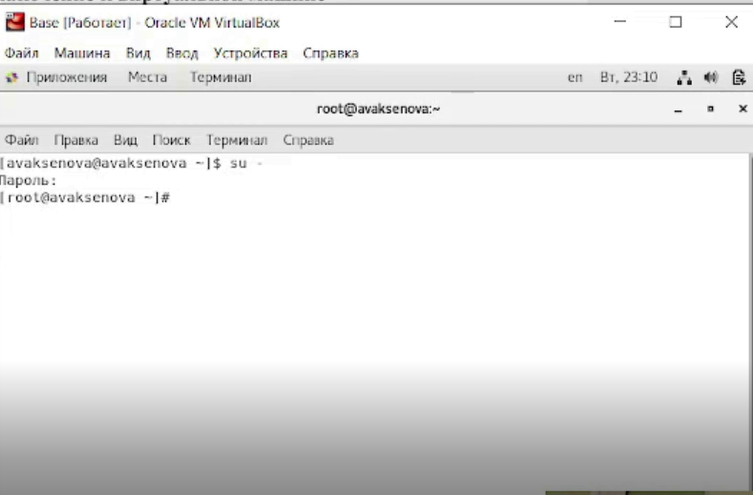 Base [Работает] - Oracle VM VirtualBox
Файл Машина Вид Ввод Устройства Справка
Приложения Места Терминал en Вт, 23:10
root@avaksenova:~
Файл Правка Вид Поиск Терминал Справка
[avaksenova@avaksenova ~]$ su -
Пароль:
[root@avaksenova ~]#